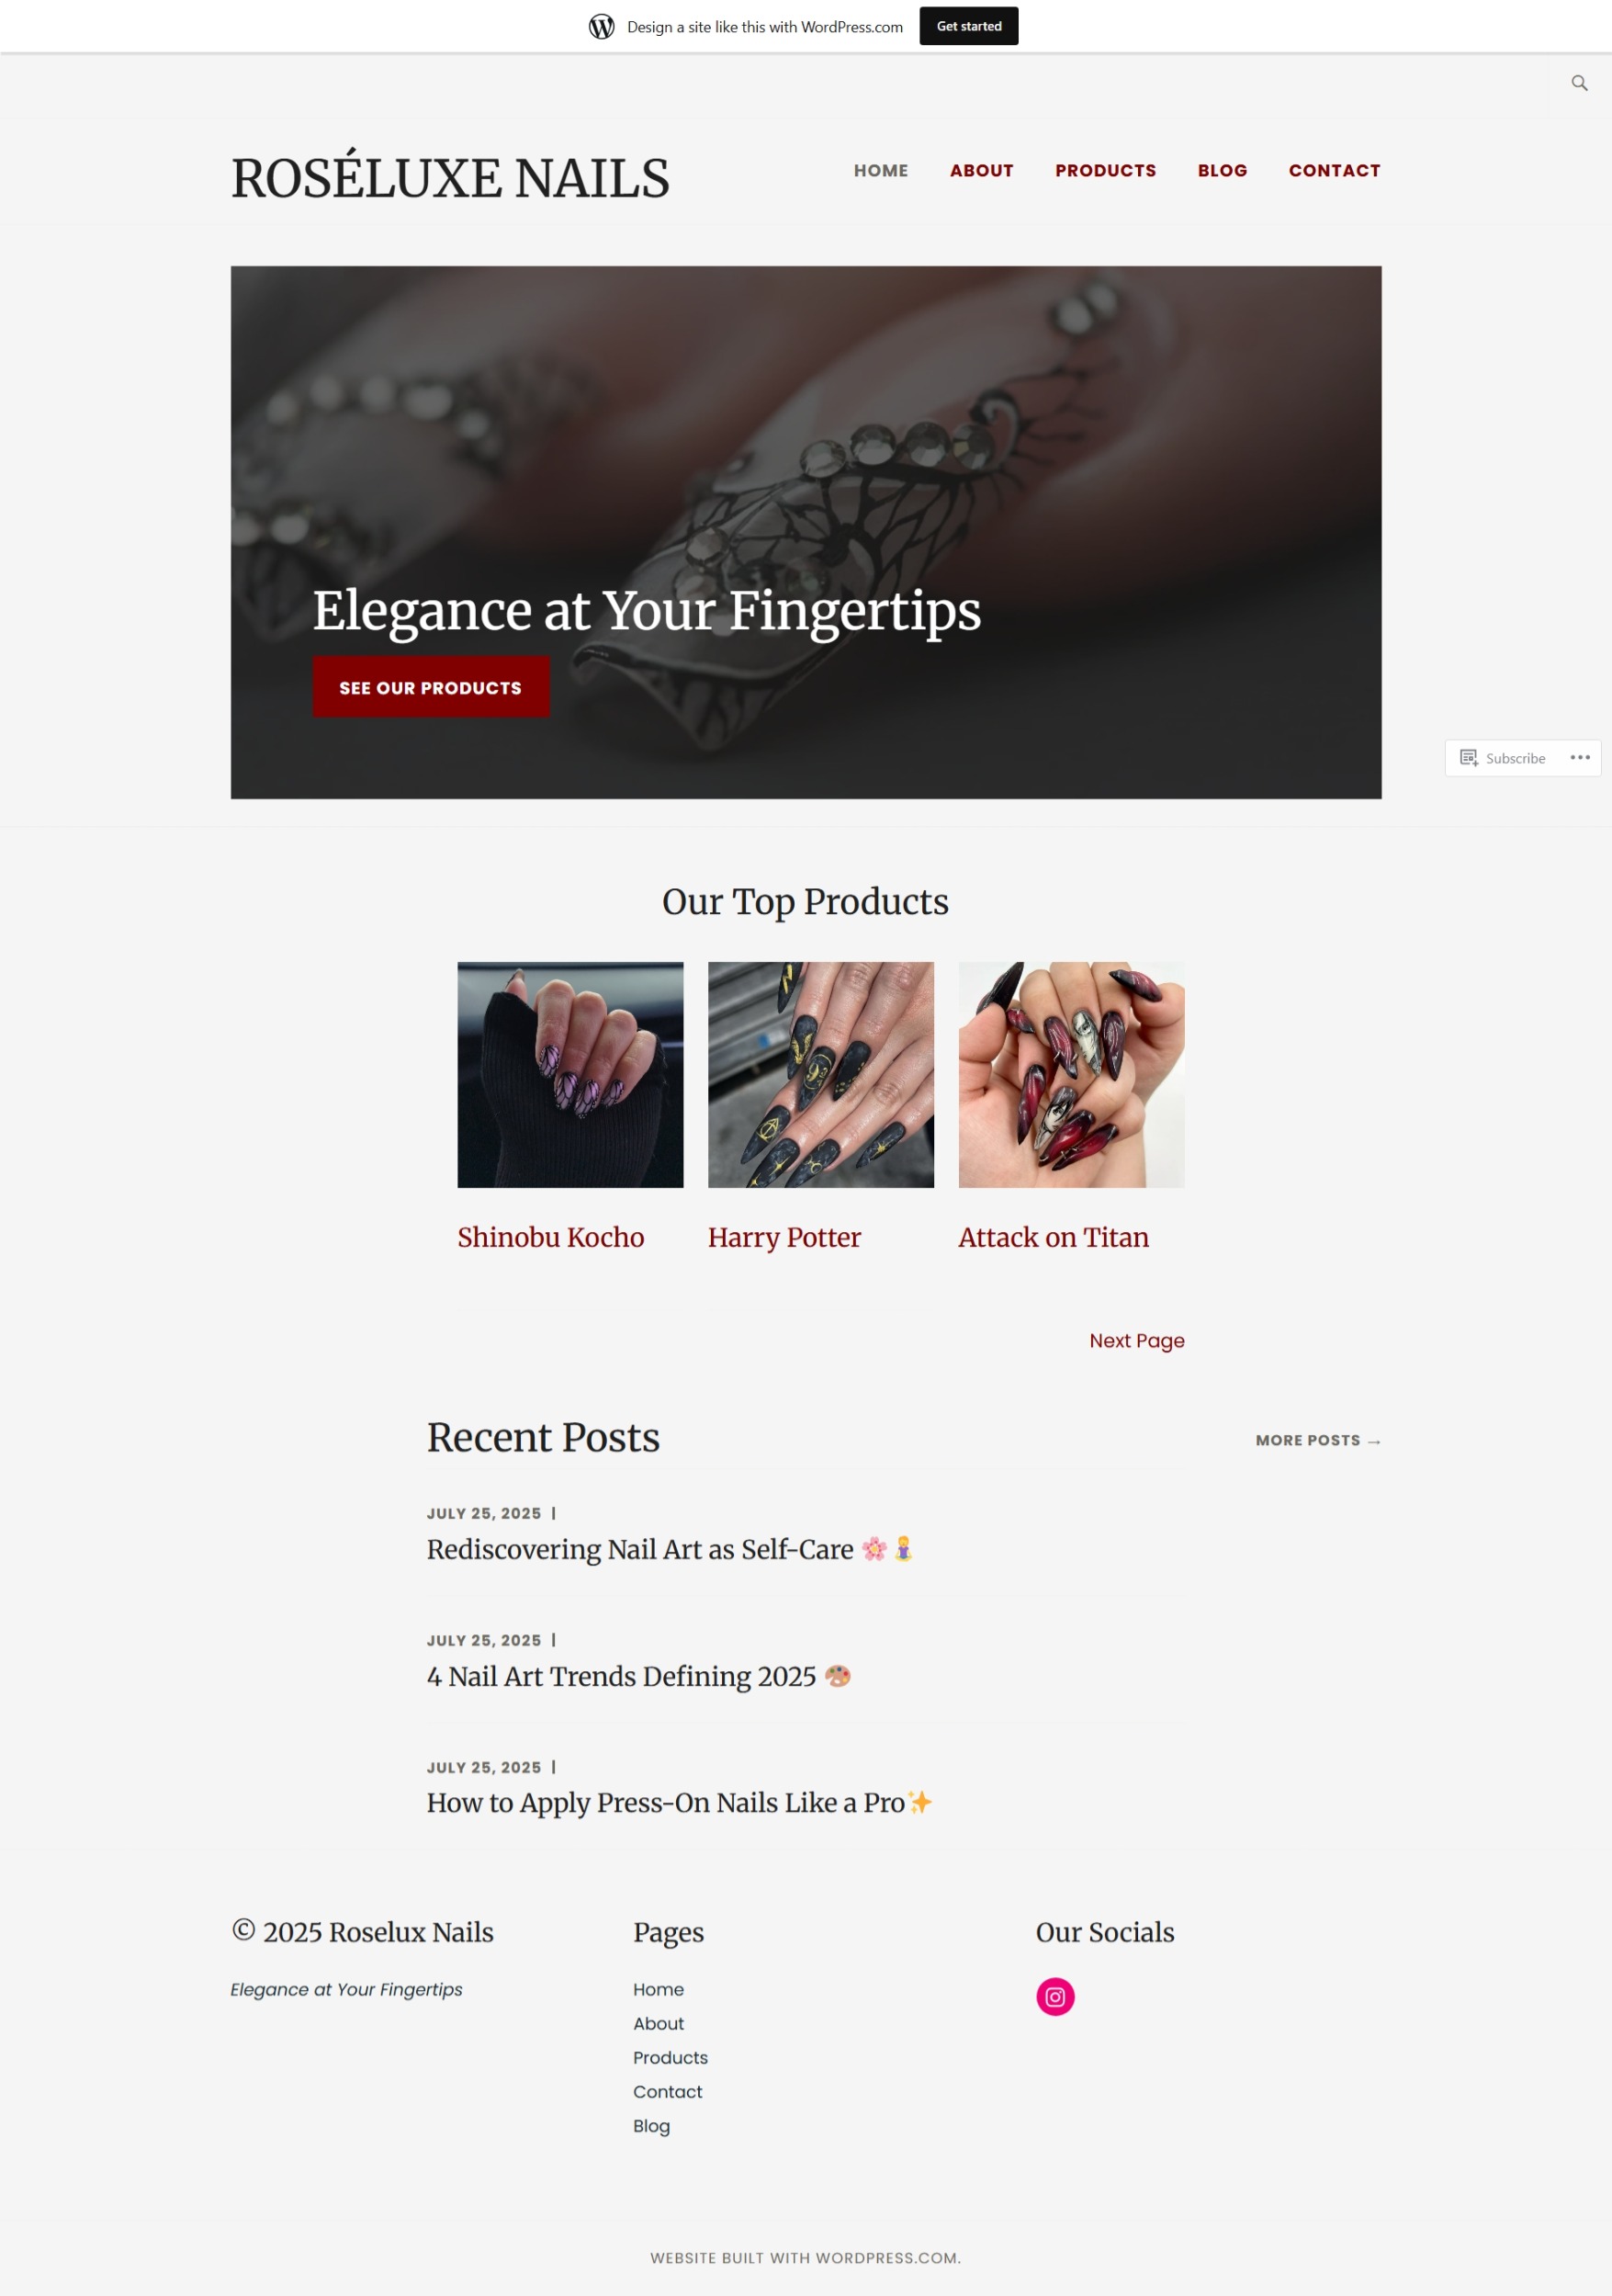 Design a site like this with WordPress.com
Get started
ROSÉLUXE NAILS
HOME ABOUT PRODUCTS BLOG CONTACT
Elegance at Your Fingertips
SEE OUR PRODUCTS
Subscribe
Our Top Products
Shinobu Kocho Harry Potter Attack on Titan
Next Page
Recent Posts
MORE POSTS →
JULY 25, 2025 |
Rediscovering Nail Art as Self-Care 🌸🧘
JULY 25, 2025 |
4 Nail Art Trends Defining 2025 🎨
JULY 25, 2025 |
How to Apply Press-On Nails Like a Pro✨
© 2025 Roselux Nails
Elegance at Your Fingertips
Pages
Home
About
Products
Contact
Blog
Our Socials
WEBSITE BUILT WITH WORDPRESS.COM.